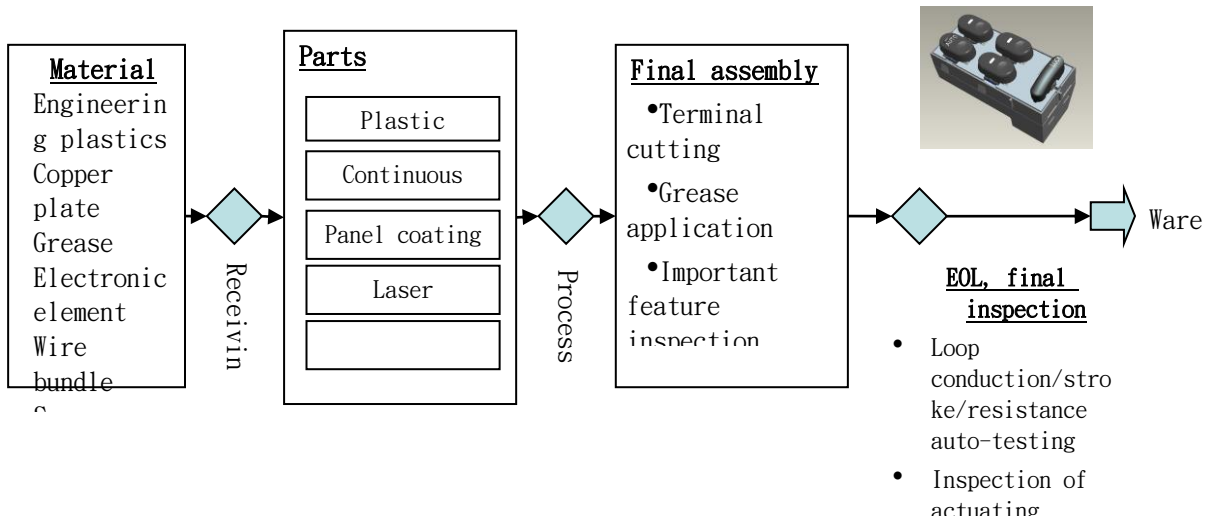 Material
Engineerin
g plastics
Copper
plate
Grease
Electronic
element
Wire
bundle
Receivin
Parts
Plastic
Continuous
Panel coating
Laser
Process
Final assembly
•Terminal
cutting
•Grease
application
•Important
feature
inspection
Ware
EOL, final
inspection
• Loop
conduction/stro
ke/resistance
auto-testing
• Inspection of
actuating